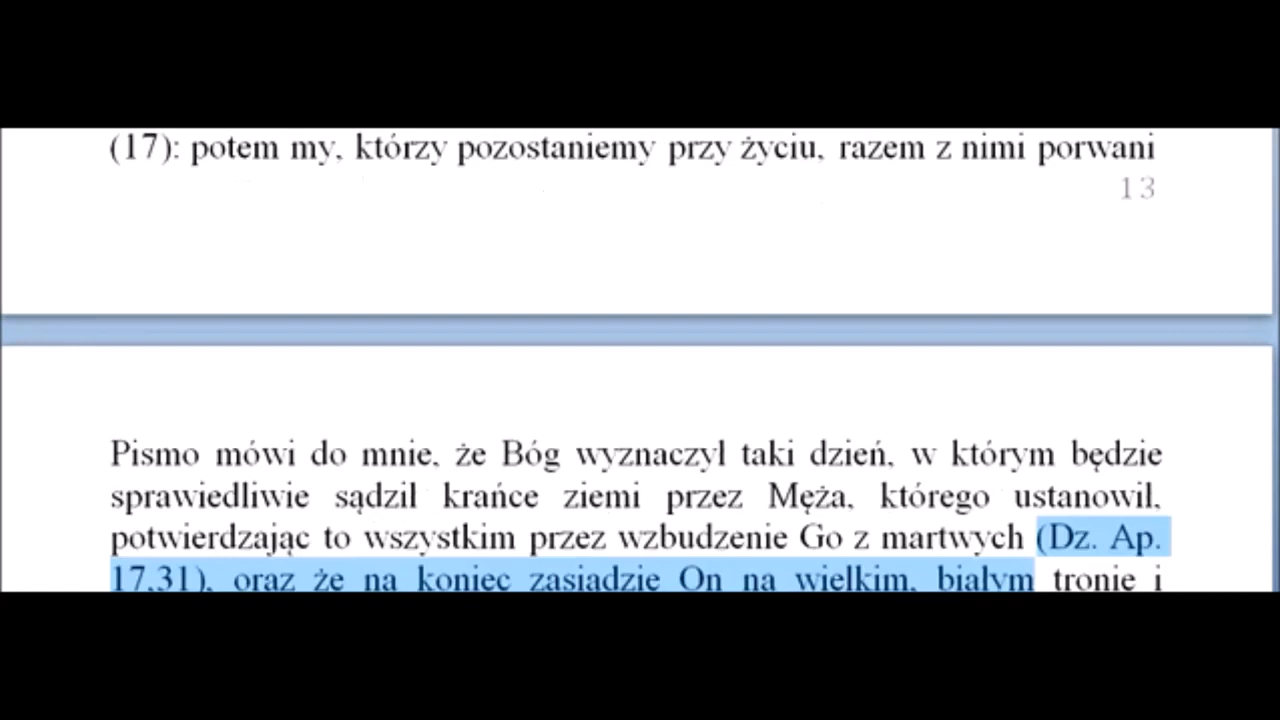 (17): potem my, którzy pozostaniemy przy życiu, razem z nimi porwani
13
Pismo mówi do mnie, że Bóg wyznaczył taki dzień, w którym będzie
sprawiedliwie sądził krańce ziemi przez Męża, którego ustanowił,
potwierdzając to wszystkim przez wzbudzenie Go z martwych (Dz. Ap.
17,31), oraz że na koniec zasiądzie On na wielkim, białym tronie i